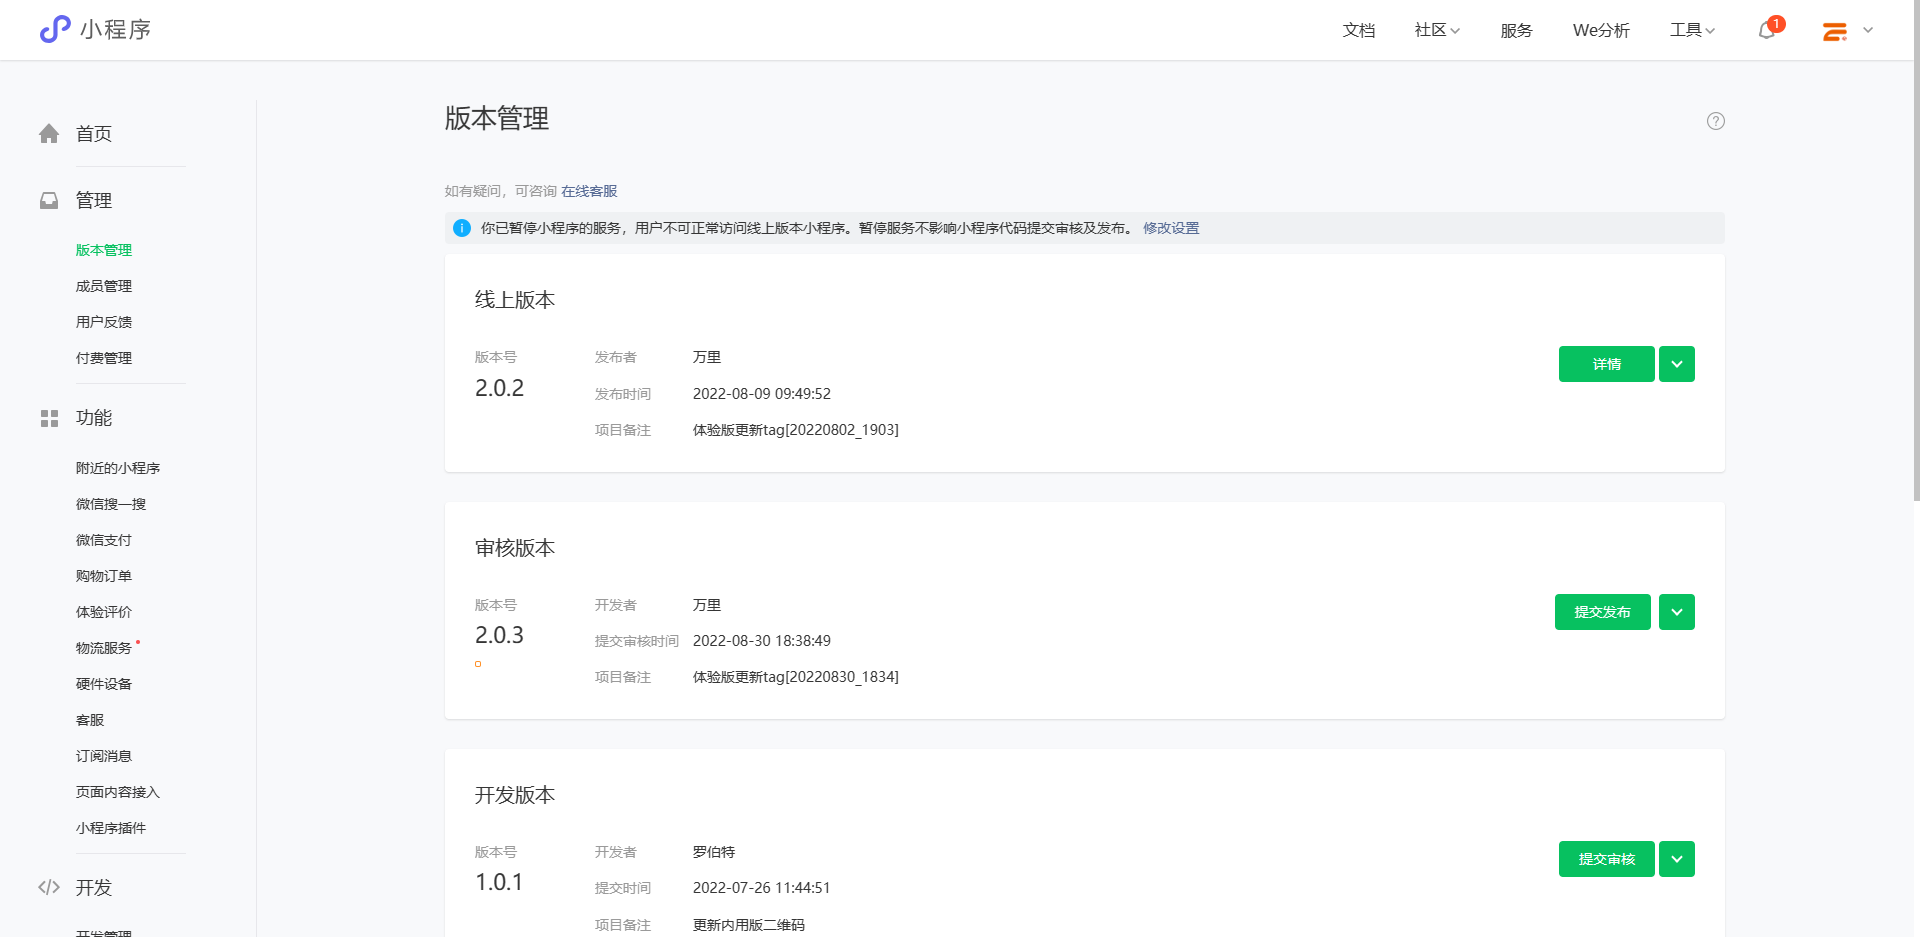 小程序
文档
社区
服务
We分析
工具
1
首页
管理
版本管理
成员管理
用户反馈
付费管理
功能
附近的小程序
微信搜一搜
微信支付
购物订单
体验评价
物流服务
硬件设备
客服
订阅消息
页面内容接入
小程序插件
开发
开发管理
版本管理
如有疑问，可咨询 在线客服
你已暂停小程序的服务，用户不可正常访问线上版本小程序。暂停服务不影响小程序代码提交审核及发布。 修改设置
线上版本
版本号
2.0.2
发布者 万里
发布时间 2022-08-09 09:49:52
项目备注 体验版更新tag[20220802_1903]
详情
审核版本
版本号
2.0.3
开发者 万里
提交审核时间 2022-08-30 18:38:49
项目备注 体验版更新tag[20220830_1834]
提交发布
开发版本
版本号
1.0.1
开发者 罗伯特
提交时间 2022-07-26 11:44:51
项目备注 更新内用版二维码
提交审核